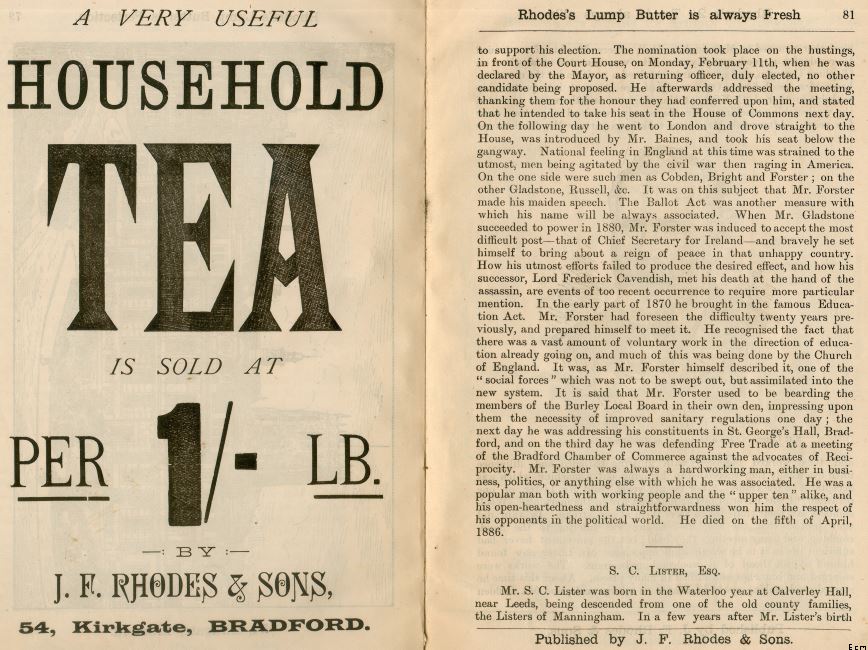 A VERY USEFUL
HOUSEHOLD
TEA
IS SOLD AT
PER 1/- LB.
—: BY :—
J. F. RHODES & SONS,
54, Kirkgate, BRADFORD.
Rhodes's Lump Butter is always Fresh 81
to support his election. The nomination took place on the hustings,
in front of the Court House, on Monday, February 11th, when he was
declared by the Mayor, as returning officer, duly elected, no other
candidate being proposed. He afterwards addressed the meeting,
thanking them for the honour they had conferred upon him, and stated
that he intended to take his seat in the House of Commons next day.
On the following day he went to London and drove straight to the
House, was introduced by Mr. Baines, and took his seat below the
gangway. National feeling in England at this time was strained to the
utmost, men being agitated by the civil war then raging in America.
On the one side were such men as Cobden, Bright and Forster ; on the
other Gladstone, Russell, &c. It was on this subject that Mr. Forster
made his maiden speech. The Ballot Act was another measure with
which his name will be always associated. When Mr. Gladstone
succeeded to power in 1880, Mr. Forster was induced to accept the most
difficult post—that of Chief Secretary for Ireland—and bravely he set
himself to bring about a reign of peace in that unhappy country.
How his utmost efforts failed to produce the desired effect, and how his
successor, Lord Frederick Cavendish, met his death at the hand of the
assassin, are events of too recent occurrence to require more particular
mention. In the early part of 1870 he brought in the famous Educa-
tion Act. Mr. Forster had foreseen the difficulty twenty years pre-
viously, and prepared himself to meet it. He recognised the fact that
there was a vast amount of voluntary work in the direction of educa-
tion already going on, and much of this was being done by the Church
of England. It was, as Mr. Forster himself described it, one of the
" social forces " which was not to be swept out, but assimilated into the
new system. It is said that Mr. Forster used to be bearding the
members of the Burley Local Board in their own den, impressing upon
them the necessity of improved sanitary regulations one day ; the
next day he was addressing his constituents in St. George's Hall, Brad-
ford, and on the third day he was defending Free Trade at a meeting
of the Bradford Chamber of Commerce against the advocates of Reci-
procity. Mr. Forster was always a hardworking man, either in busi-
ness, politics, or anything else with which he was associated. He was a
popular man both with working people and the " upper ten " alike, and
his open-heartedness and straightforwardness won him the respect of
his opponents in the political world. He died on the fifth of April,
1886.
S. C. LISTER, ESQ.
Mr. S. C. Lister was born in the Waterloo year at Calverley Hall,
near Leeds, being descended from one of the old county families,
the Listers of Manningham. In a few years after Mr. Lister's birth
Published by J. F. Rhodes & Sons.